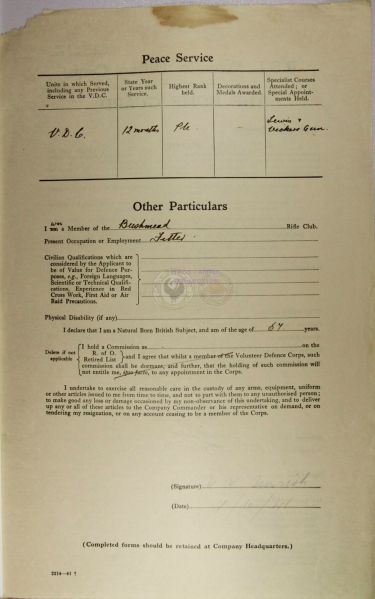 Peace Service
Units in which Served, including any Previous Service in the V.D.C.
State Year or Years such Service.
Highest Rank held.
Decorations and Medals Awarded.
Specialist Courses Attended; or Special Appointments Held.
V.D.C.
12 months
Pte
-
Lewis & Vickers Gun.
Other Particulars
I am a Member of the Bushmead Rifle Club.
Present Occupation or Employment Fitter
Civilian Qualifications which are
considered by the Applicant to
be of Value for Defence Pur-
poses, e.g., Foreign Languages,
Scientific or Technical Qualifi-
cations, Experience in Red
Cross Work, First Aid or Air
Raid Precautions.
Physical Disability (if any)
I declare that I am a Natural Born British Subject, and am of the age of 67 years.
Delete if not applicable
I hold a Commission as on the
R. of O.
Retired List
and I agree that whilst a member of the Volunteer Defence Corps, such
commission shall be dormant, and further, that the holding of such commission will
not entitle me, ipso facto, to any appointment in the Corps.
I undertake to exercise all reasonable care in the custody of any arms, equipment, uniform
or other articles issued to me from time to time, and not to part with them to any unauthorised person;
to make good any loss or damage occasioned by my non-observance of this undertaking, and to deliver
up any or all of these articles to the Company Commander or his representative on demand, or on
tendering my resignation, or on any account ceasing to be a member of the Corps.
(Signature)
(Date)
(Completed forms should be retained at Company Headquarters.)